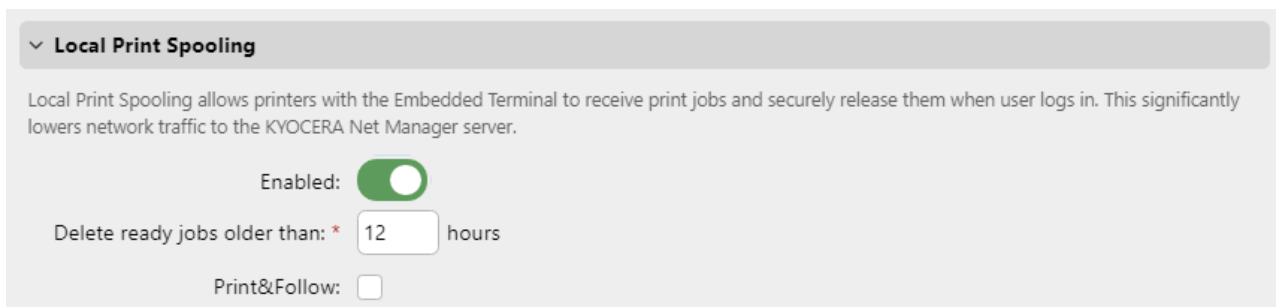 Local Print Spooling
Local Print Spooling allows printers with the Embedded Terminal to receive print jobs and securely release them when user logs in. This significantly
lowers network traffic to the KYOCERA Net Manager server.
Enabled:
Delete ready jobs older than: * 12 hours
Print&Follow: